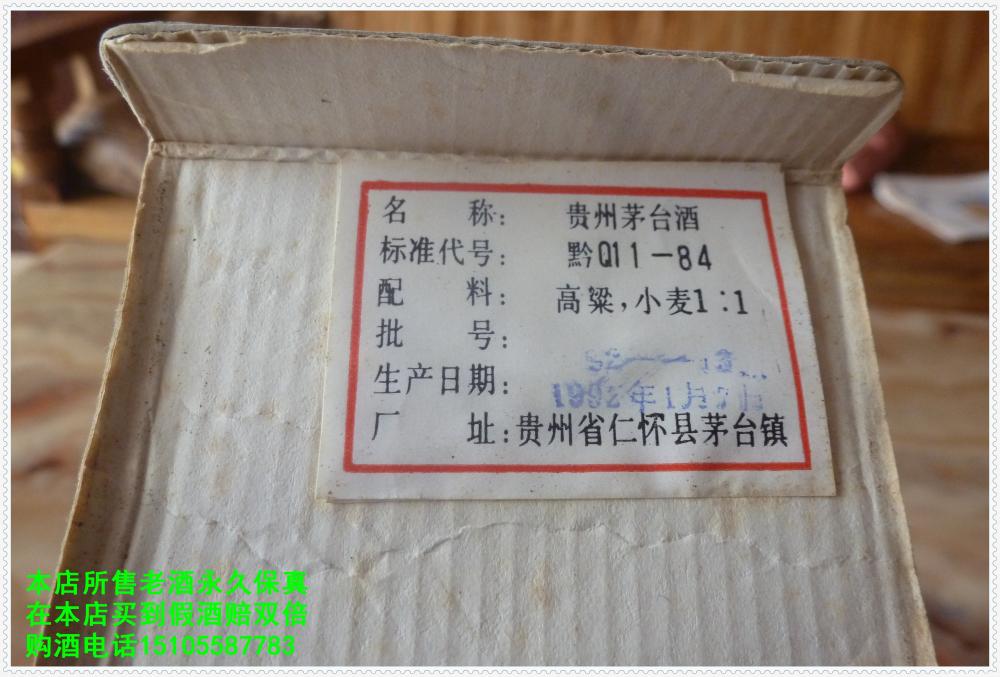 名 称: 贵州茅台酒
标准代号: 黔Q11-84
配 料: 高粱,小麦1:1
批 号:
生产日期: 1992年1月
厂 址:贵州省仁怀县茅台镇
本店所售老酒永久保真
在本店买到假酒赔双倍
购酒电话15105587783